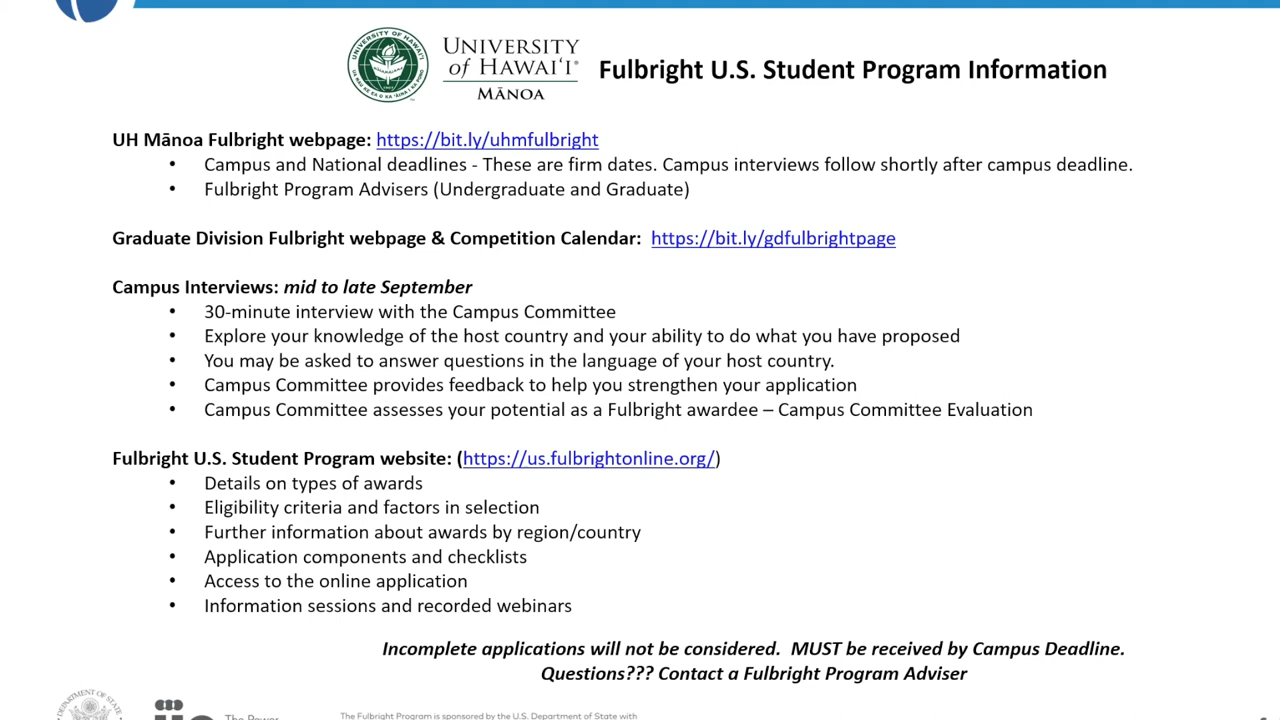 UNIVERSITY
of HAWAIʻI®
MĀNOA
Fulbright U.S. Student Program Information
UH Mānoa Fulbright webpage: https://bit.ly/uhmfulbright
• Campus and National deadlines - These are firm dates. Campus interviews follow shortly after campus deadline.
• Fulbright Program Advisers (Undergraduate and Graduate)
Graduate Division Fulbright webpage & Competition Calendar: https://bit.ly/gdfulbrightpage
Campus Interviews: mid to late September
• 30-minute interview with the Campus Committee
• Explore your knowledge of the host country and your ability to do what you have proposed
• You may be asked to answer questions in the language of your host country.
• Campus Committee provides feedback to help you strengthen your application
• Campus Committee assesses your potential as a Fulbright awardee – Campus Committee Evaluation
Fulbright U.S. Student Program website: (https://us.fulbrightonline.org/)
• Details on types of awards
• Eligibility criteria and factors in selection
• Further information about awards by region/country
• Application components and checklists
• Access to the online application
• Information sessions and recorded webinars
Incomplete applications will not be considered. MUST be received by Campus Deadline.
Questions??? Contact a Fulbright Program Adviser
DEPARTMENT OF STATE
The Power
The Fulbright Program is sponsored by the U.S. Department of State with